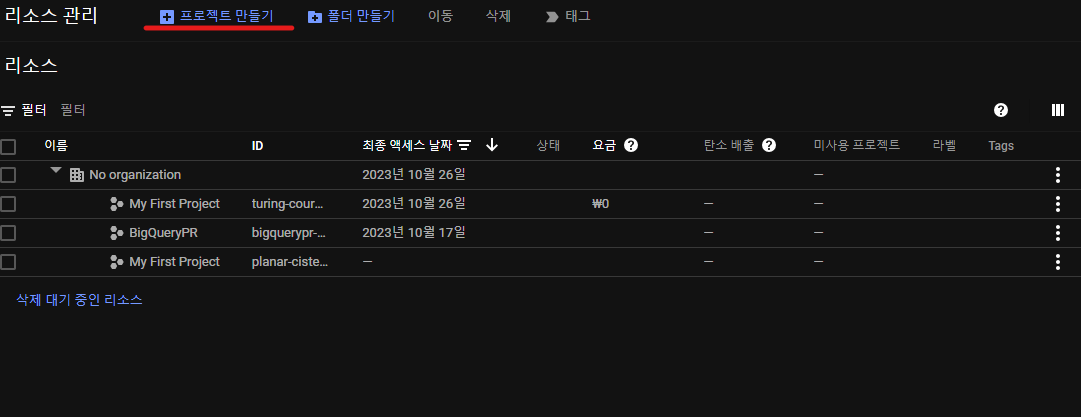 리소스 관리 프로젝트 만들기 폴더 만들기 이동 삭제 태그
리소스
필터 필터
이름 ID 최종 액세스 날짜 상태 요금 탄소 배출 미사용 프로젝트 라벨 Tags
No organization 2023년 10월 26일 —
My First Project turing-cour... 2023년 10월 26일 ₩0 — —
BigQueryPR bigquerypr-... 2023년 10월 17일 — —
My First Project planar-ciste... — — —
삭제 대기 중인 리소스